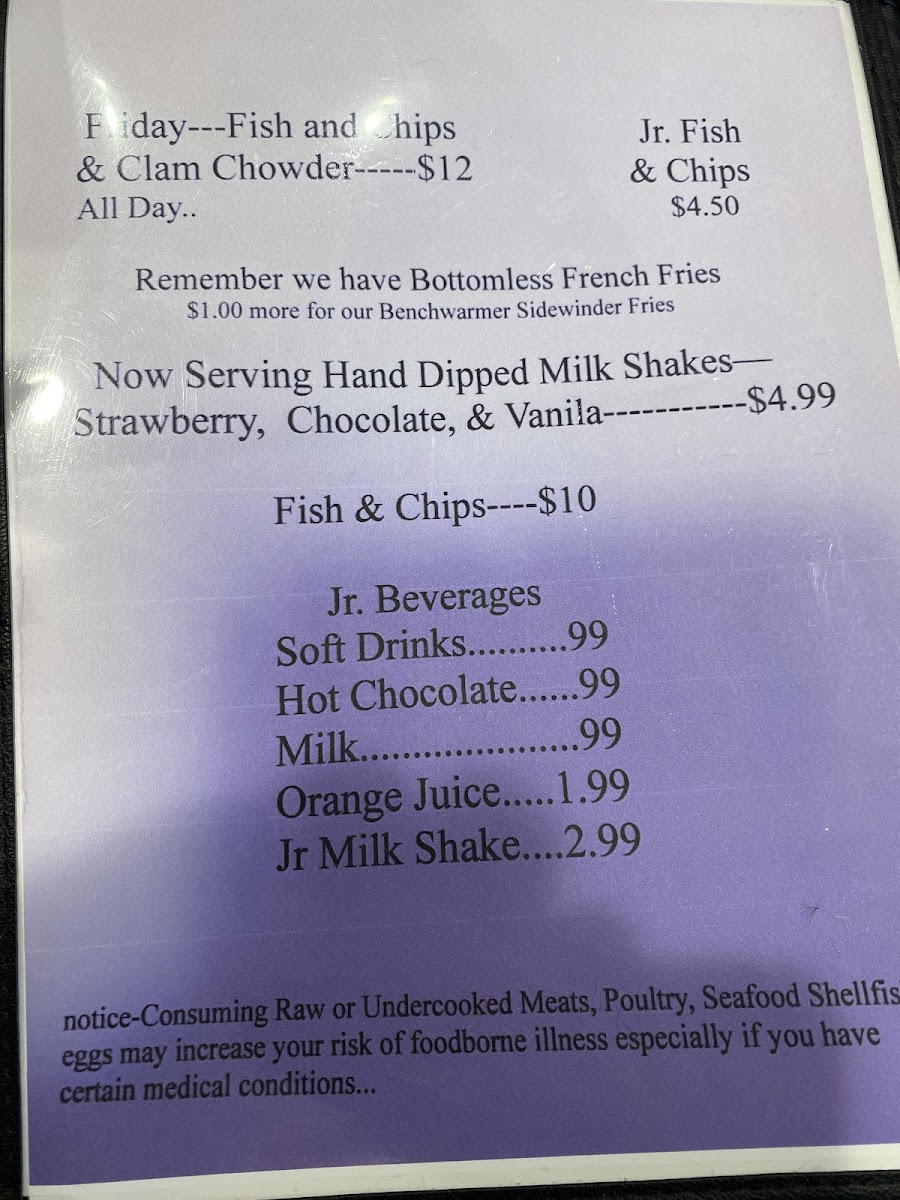 Friday---Fish and Chips
& Clam Chowder-----$12
All Day..
Jr. Fish
& Chips
$4.50
Remember we have Bottomless French Fries
$1.00 more for our Benchwarmer Sidewinder Fries
Now Serving Hand Dipped Milk Shakes—
Strawberry, Chocolate, & Vanila-----------$4.99
Fish & Chips----$10
Jr. Beverages
Soft Drinks..........99
Hot Chocolate......99
Milk.....................99
Orange Juice.....1.99
Jr Milk Shake....2.99
notice-Consuming Raw or Undercooked Meats, Poultry, Seafood Shellfis
eggs may increase your risk of foodborne illness especially if you have
certain medical conditions...